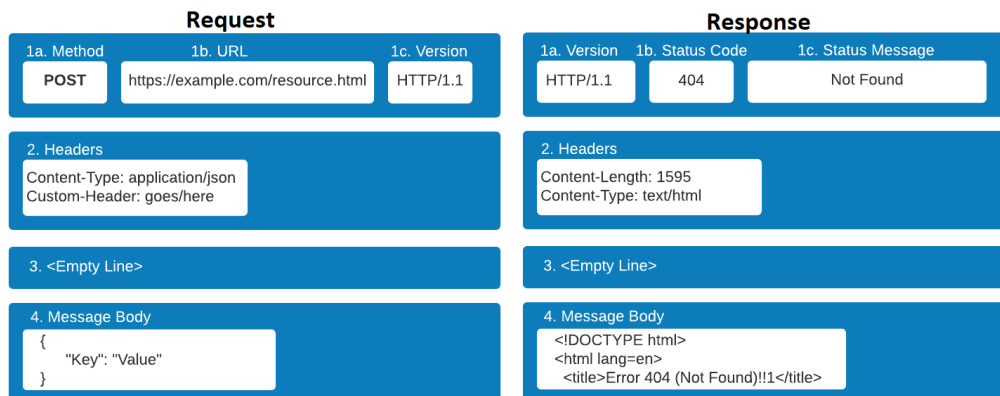 Request
1a. Method 1b. URL 1c. Version
POST https://example.com/resource.html HTTP/1.1
2. Headers
Content-Type: application/json
Custom-Header: goes/here
3. <Empty Line>
4. Message Body
{
"Key": "Value"
}
Response
1a. Version 1b. Status Code 1c. Status Message
HTTP/1.1 404 Not Found
2. Headers
Content-Length: 1595
Content-Type: text/html
3. <Empty Line>
4. Message Body
<!DOCTYPE html>
<html lang=en>
<title>Error 404 (Not Found)!!1</title>